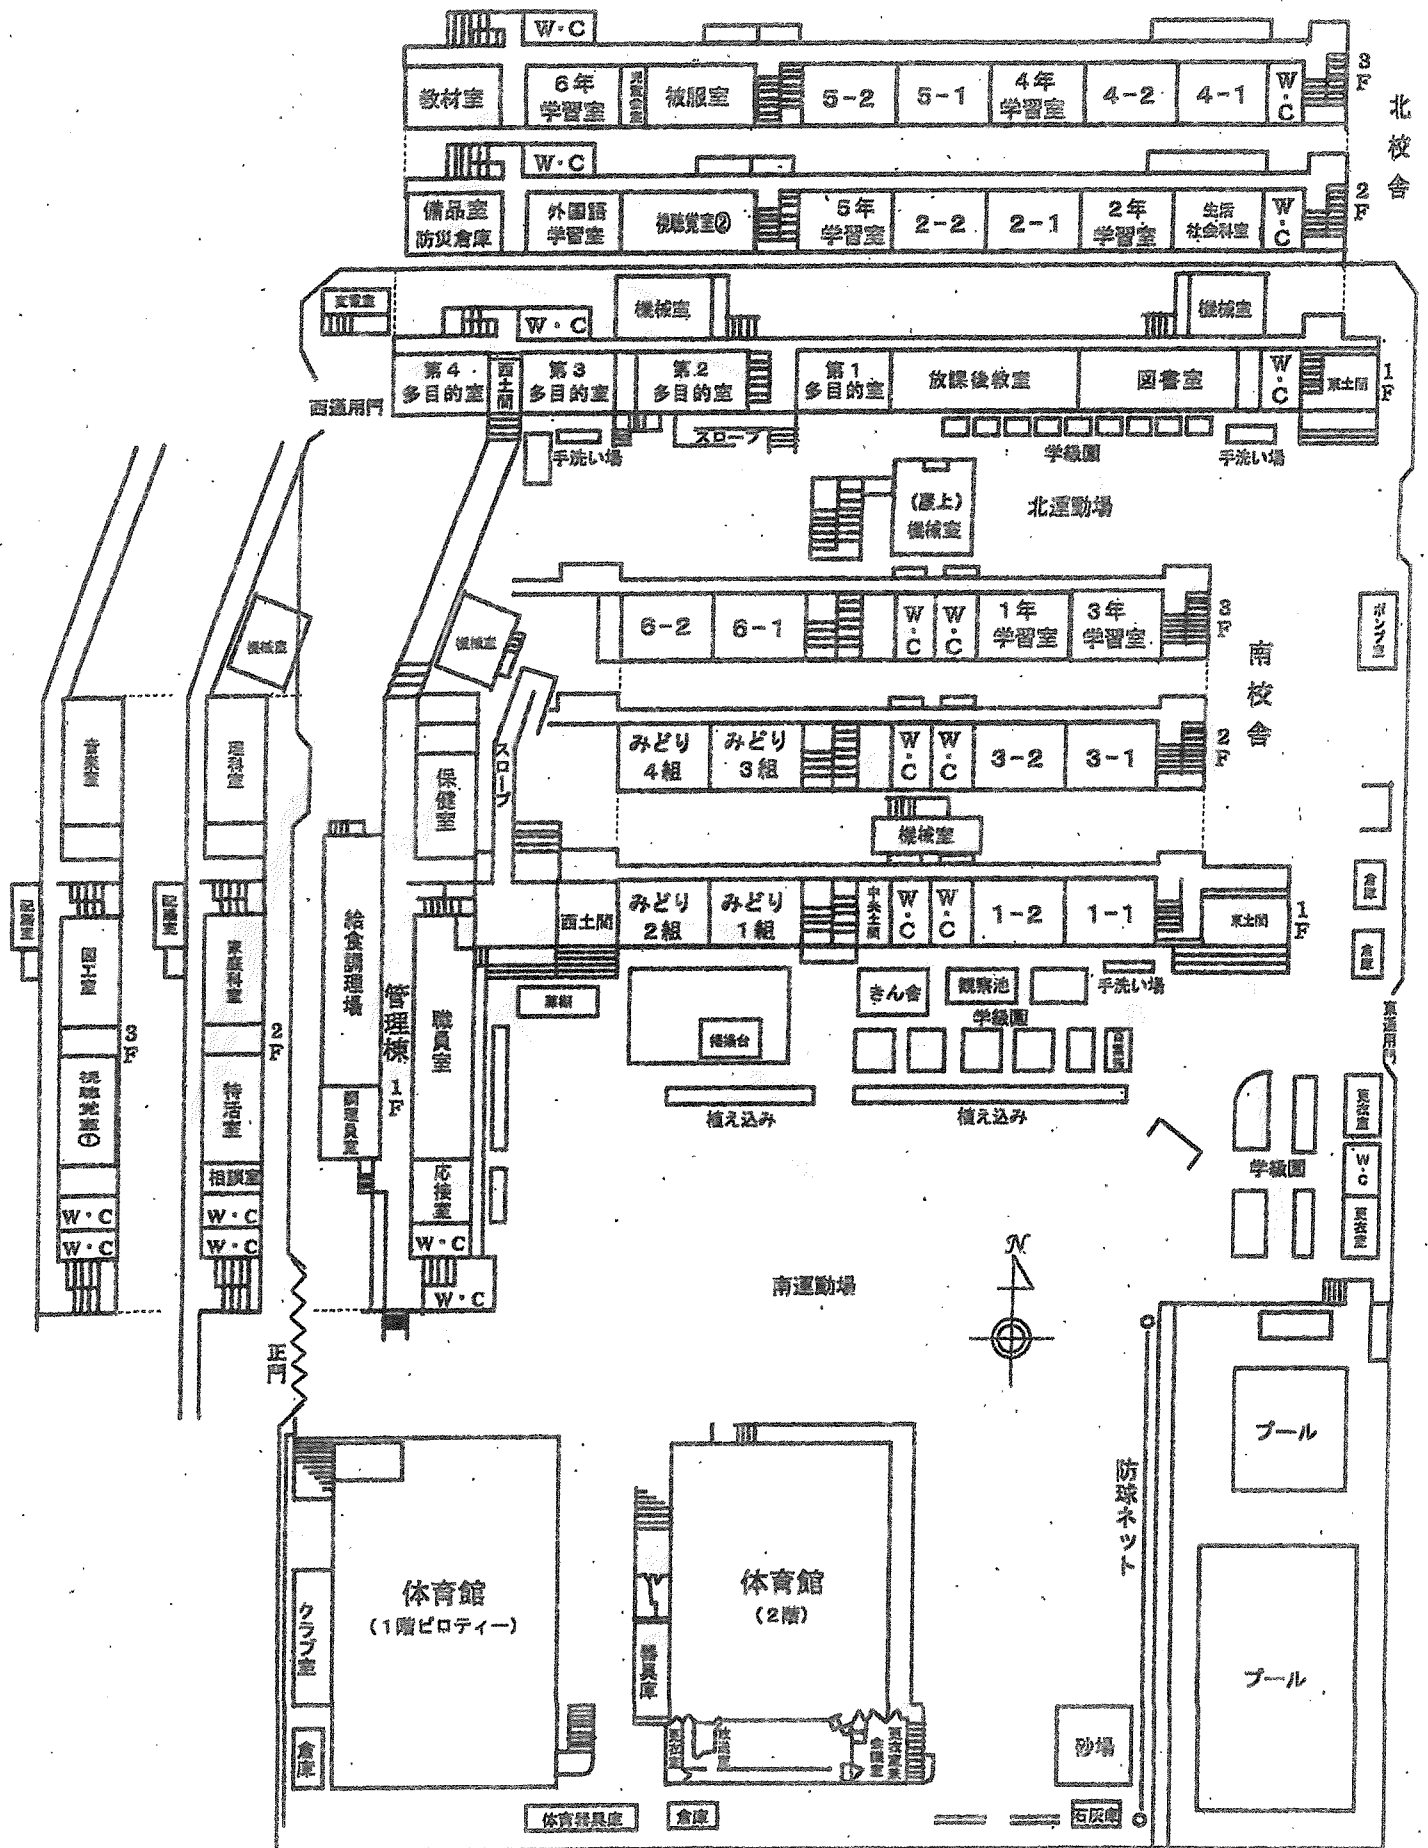 W・C
教材室
6年
学習室
被服室
5-2
5-1
4年
学習室
4-2
4-1
W・C
3F
北校舎
W・C
備品室
防災倉庫
外国語
学習室
視聴覚室②
5年
学習室
2-2
2-1
2年
学習室
生活
社会科室
W・C
2F
機械室
機械室
W・C
第4
多目的室
西土間
第3
多目的室
第2
多目的室
第1
多目的室
放課後教室
図書室
W・C
東土間
1F
西通用門
手洗い場
スロープ
学級園
手洗い場
(屋上)
機械室
北運動場
機械室
機械室
6-2
6-1
W・C
W・C
1年
学習室
3年
学習室
3F
ポンプ室
南校舎
音楽室
理科室
保健室
スロープ
みどり
4組
みどり
3組
W・C
W・C
3-2
3-1
2F
機械室
西土間
みどり
2組
みどり
1組
中央土間
W・C
W・C
1-2
1-1
東土間
1F
倉庫
倉庫
図工室
家庭科室
給食調理場
管理棟
1F
職員室
きん舎
観察池
手洗い場
学級園
東通用門
3F
2F
視聴覚室①
特活室
調理員室
植え込み
植え込み
更衣室
W・C
更衣室
学級園
相談室
応接室
W・C
W・C
W・C
W・C
W・C
W・C
N
南運動場
正門
プール
防球ネット
体育館
(1階ピロティー)
体育館
(2階)
クラブ室
器具庫
プール
倉庫
更衣室
放送室
砂場
体育器具庫
倉庫
石灰庫